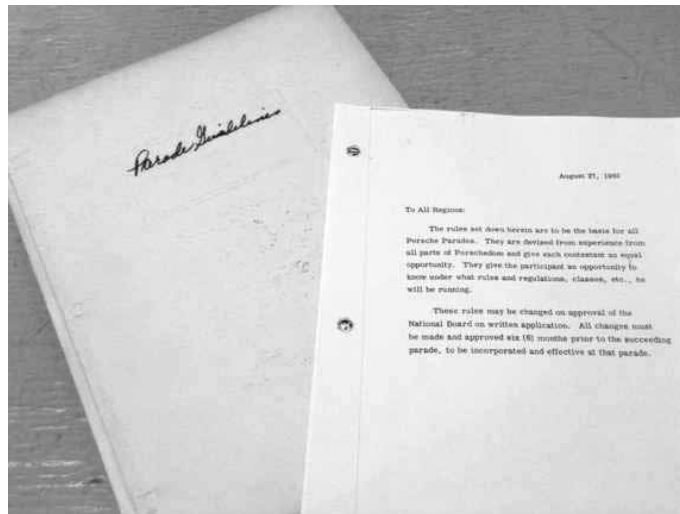 Parade Guidelines
August 21, 1960
To All Regions:
The rules set down herein are to be the basis for all
Porsche Parades. They are devised from experience from
all parts of Porschedom and give each contestant an equal
opportunity. They give the participant an opportunity to
know under what rules and regulations, classes, etc., he
will be running.
These rules may be changed on approval of the
National Board on written application. All changes must
be made and approved six (6) months prior to the succeeding
parade, to be incorporated and effective at that parade.